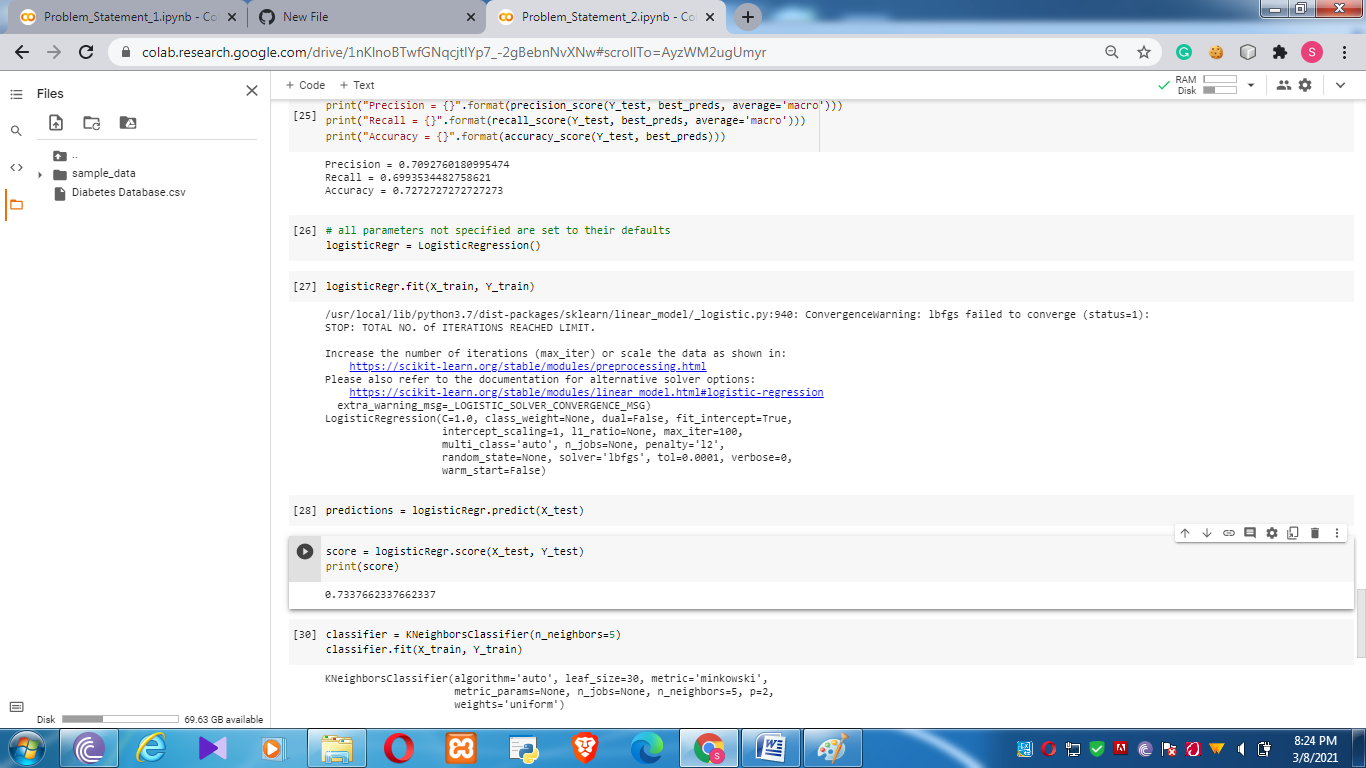 Problem_Statement_1.ipynb - Co
New File
Problem_Statement_2.ipynb - Col
colab.research.google.com/drive/1nKlnoBTwfGNqcjtIYp7_-2gBebnNvXNw#scrollTo=AyzWM2ugUmyr
S
Files
..
sample_data
Diabetes Database.csv
Disk 69.63 GB available
+ Code + Text
RAM
Disk
print("Precision = {}".format(precision_score(Y_test, best_preds, average='macro')))
[25] print("Recall = {}".format(recall_score(Y_test, best_preds, average='macro')))
print("Accuracy = {}".format(accuracy_score(Y_test, best_preds)))
Precision = 0.7092760180995474
Recall = 0.6993534482758621
Accuracy = 0.7272727272727273
[26] # all parameters not specified are set to their defaults
logisticRegr = LogisticRegression()
[27] logisticRegr.fit(X_train, Y_train)
/usr/local/lib/python3.7/dist-packages/sklearn/linear_model/_logistic.py:940: ConvergenceWarning: lbfgs failed to converge (status=1):
STOP: TOTAL NO. of ITERATIONS REACHED LIMIT.
Increase the number of iterations (max_iter) or scale the data as shown in:
https://scikit-learn.org/stable/modules/preprocessing.html
Please also refer to the documentation for alternative solver options:
https://scikit-learn.org/stable/modules/linear_model.html#logistic-regression
extra_warning_msg=_LOGISTIC_SOLVER_CONVERGENCE_MSG)
LogisticRegression(C=1.0, class_weight=None, dual=False, fit_intercept=True,
intercept_scaling=1, l1_ratio=None, max_iter=100,
multi_class='auto', n_jobs=None, penalty='l2',
random_state=None, solver='lbfgs', tol=0.0001, verbose=0,
warm_start=False)
[28] predictions = logisticRegr.predict(X_test)
score = logisticRegr.score(X_test, Y_test)
print(score)
0.7337662337662337
[30] classifier = KNeighborsClassifier(n_neighbors=5)
classifier.fit(X_train, Y_train)
KNeighborsClassifier(algorithm='auto', leaf_size=30, metric='minkowski',
metric_params=None, n_jobs=None, n_neighbors=5, p=2,
weights='uniform')
8:24 PM
3/8/2021